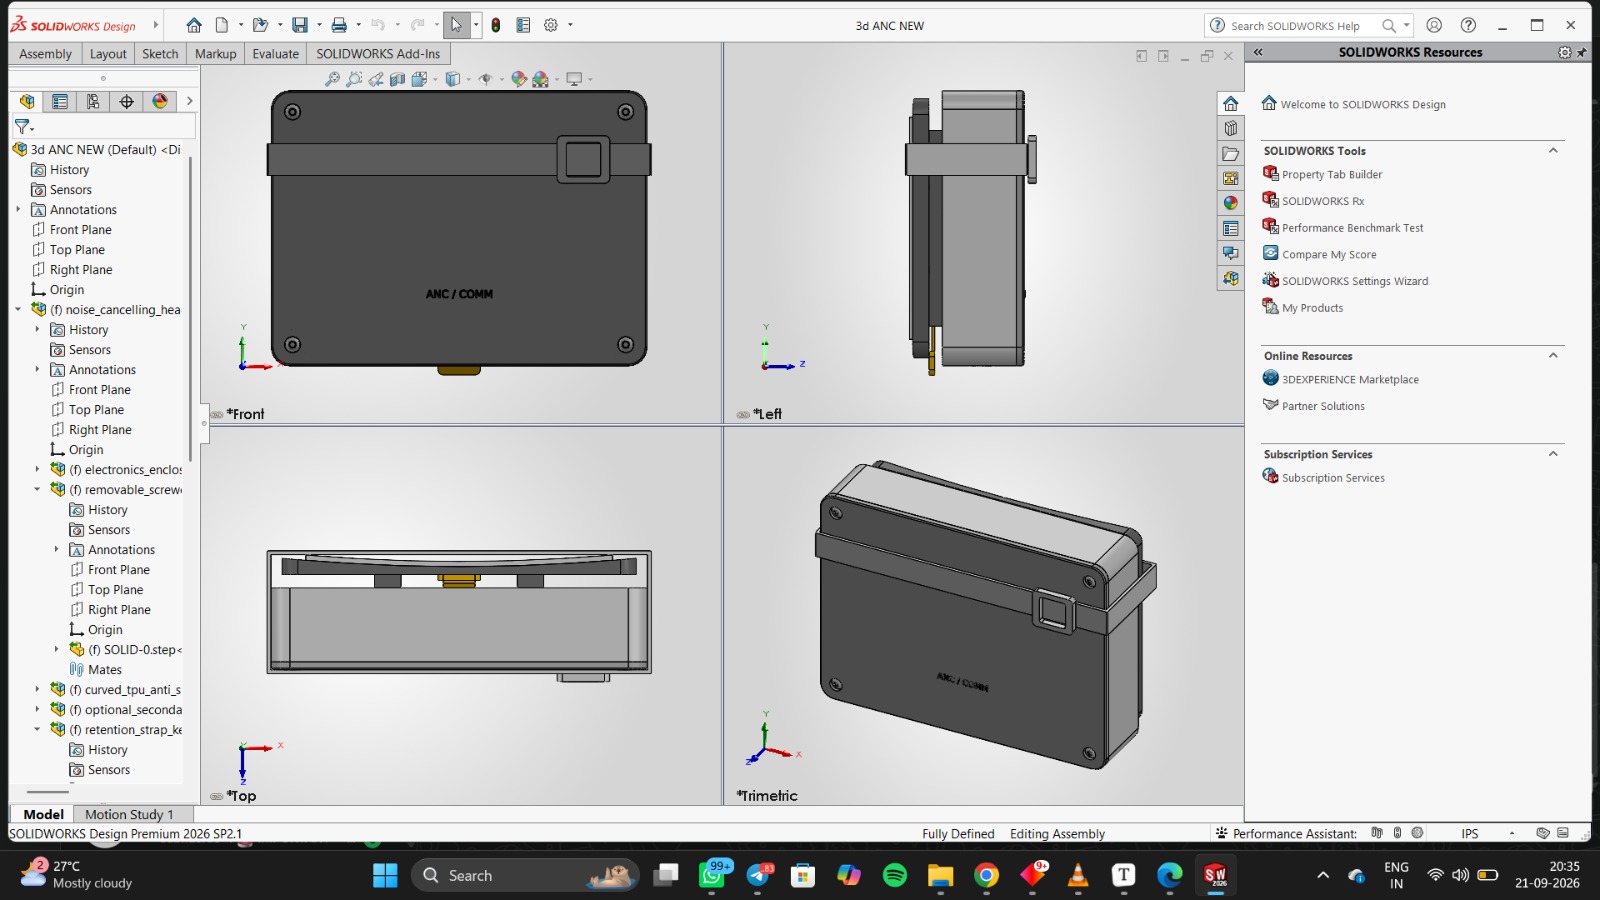 SOLIDWORKS Design
3d ANC NEW
Search SOLIDWORKS Help
Assembly
Layout
Sketch
Markup
Evaluate
SOLIDWORKS Add-Ins
3d ANC NEW (Default) <Di
History
Sensors
Annotations
Front Plane
Top Plane
Right Plane
Origin
(f) noise_cancelling_hea
History
Sensors
Annotations
Front Plane
Top Plane
Right Plane
Origin
(f) electronics_enclos
(f) removable_screw
History
Sensors
Annotations
Front Plane
Top Plane
Right Plane
Origin
(f) SOLID-0.step<
Mates
(f) curved_tpu_anti_s
(f) optional_seconda
(f) retention_strap_ke
History
Sensors
ANC / COMM
Y
*Front
Y
Z
*Left
X
Z
*Top
ANC / COMM
Y
X
Z
*Trimetric
SOLIDWORKS Resources
Welcome to SOLIDWORKS Design
SOLIDWORKS Tools
Property Tab Builder
SOLIDWORKS Rx
Performance Benchmark Test
Compare My Score
SOLIDWORKS Settings Wizard
My Products
Online Resources
3DEXPERIENCE Marketplace
Partner Solutions
Subscription Services
Subscription Services
Model
Motion Study 1
SOLIDWORKS Design Premium 2026 SP2.1
Fully Defined
Editing Assembly
Performance Assistant:
IPS
2
27°C
Mostly cloudy
Search
99+
83
9+
T
SW
2026
ENG
IN
20:35
21-09-2026